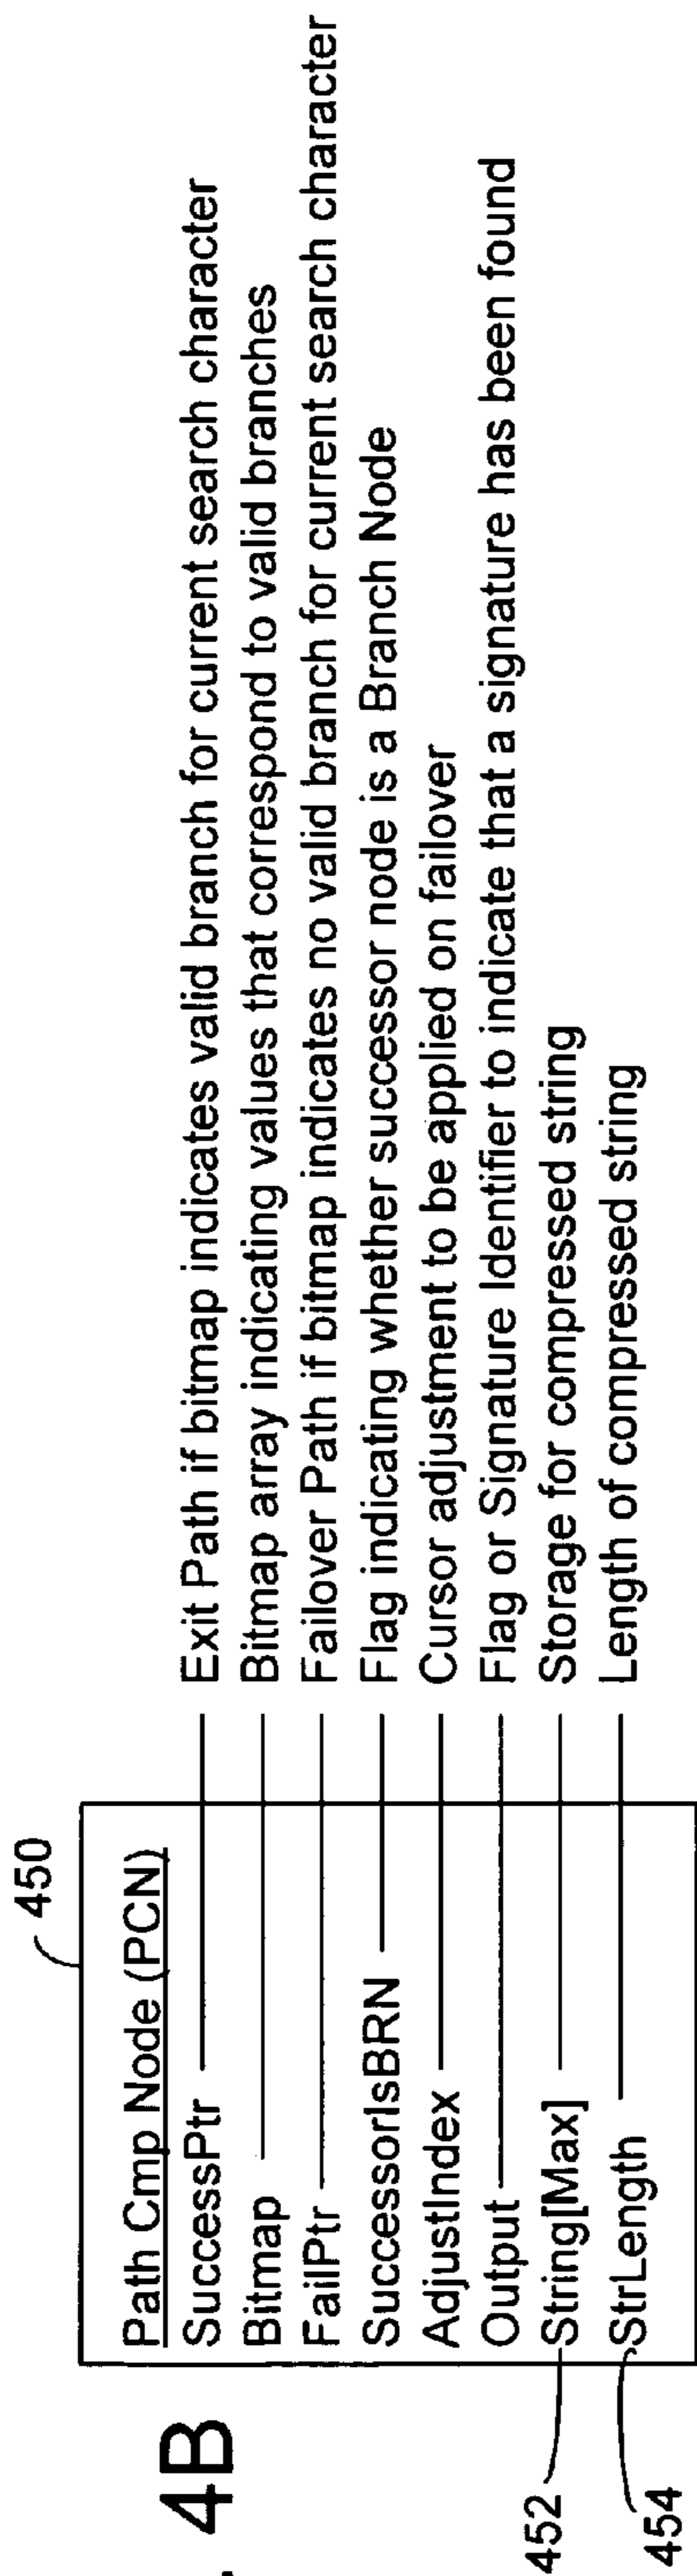 . 4B
450
Path Cmp Node (PCN)
SuccessPtr — Exit Path if bitmap indicates valid branch for current search character
Bitmap — Bitmap array indicating values that correspond to valid branches
FailPtr — Failover Path if bitmap indicates no valid branch for current search character
SuccessorIsBRN — Flag indicating whether successor node is a Branch Node
AdjustIndex — Cursor adjustment to be applied on failover
Output — Flag or Signature Identifier to indicate that a signature has been found
452 String[Max] — Storage for compressed string
454 StrLength — Length of compressed string